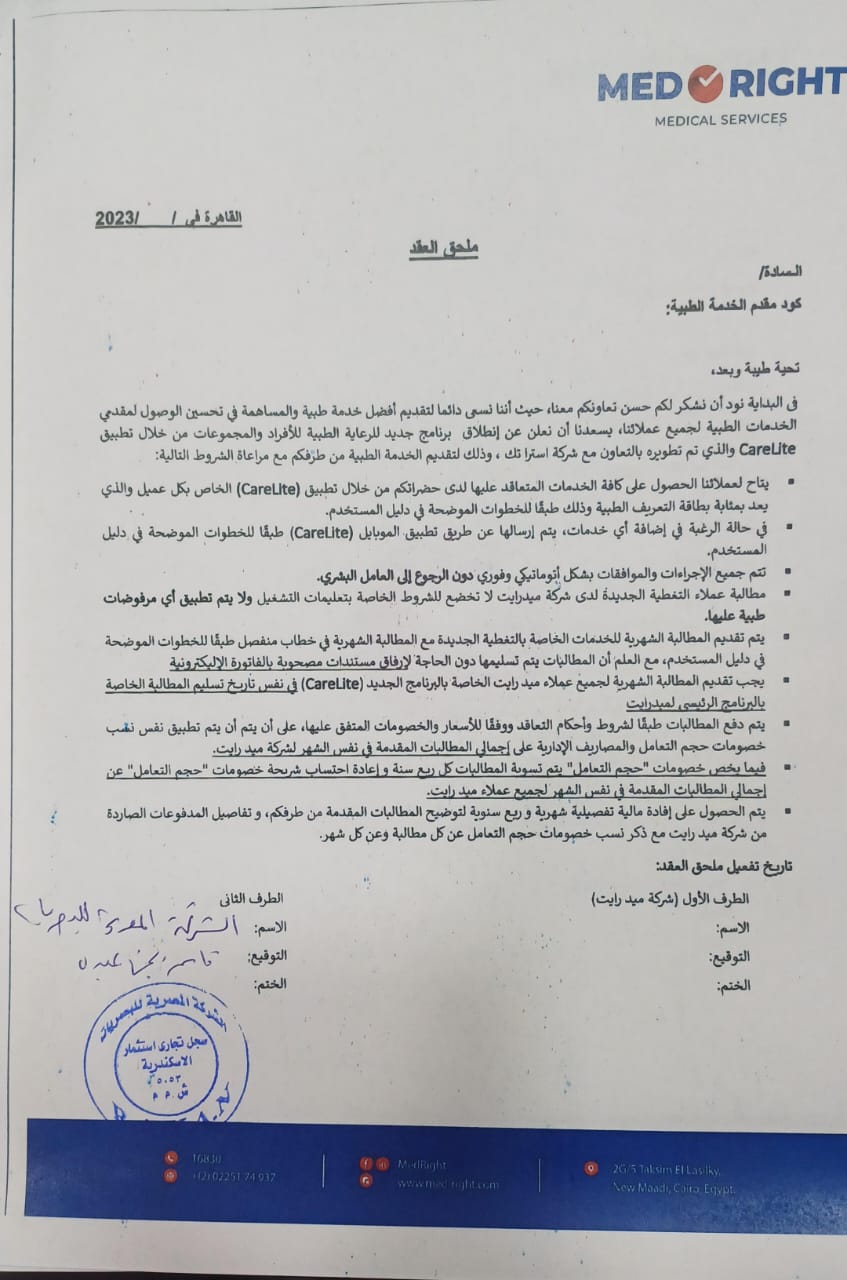 MED RIGHT
MEDICAL SERVICES
القاهرة في / /2023
ملحق العقد
السادة/
كود مقدم الخدمة الطبية:
تحية طيبة وبعد،
فى البداية نود أن نشكر لكم حسن تعاونكم معنا، حيث أننا نسعى دائما لتقديم أفضل خدمة طبية والمساهمة في تحسين الوصول لمقدمي
الخدمات الطبية لجميع عملائنا، يسعدنا أن نعلن عن إنطلاق برنامج جديد للرعاية الطبية للأفراد والمجموعات من خلال تطبيق
CareLite والذي تم تطويره بالتعاون مع شركة استرا تك ، وذلك لتقديم الخدمة الطبية من طرفكم مع مراعاة الشروط التالية:
▪ يتاح لعملائنا الحصول على كافة الخدمات المتعاقد عليها لدى حضراتكم من خلال تطبيق (CareLite) الخاص بكل عميل والذي
يعد بمثابة بطاقة التعريف الطبية وذلك طبقًا للخطوات الموضحة في دليل المستخدم.
▪ في حالة الرغبة في إضافة أي خدمات، يتم إرسالها عن طريق تطبيق الموبايل (CareLite) طبقًا للخطوات الموضحة في دليل
المستخدم.
▪ تتم جميع الإجراءات والموافقات بشكل أتوماتيكي وفوري دون الرجوع إلى العامل البشري.
▪ مطالبة عملاء التغطية الجديدة لدى شركة ميدرايت لا تخضع للشروط الخاصة بتعليمات التشغيل ولا يتم تطبيق أي مرفوضات
طبية عليها.
▪ يتم تقديم المطالبة الشهرية للخدمات الخاصة بالتغطية الجديدة مع المطالبة الشهرية في خطاب منفصل طبقًا للخطوات الموضحة
في دليل المستخدم، مع العلم أن المطالبات يتم تسليمها دون الحاجة لإرفاق مستندات مصحوبة بالفاتورة الإليكترونية
▪ يجب تقديم المطالبة الشهرية لجميع عملاء ميد رايت الخاصة بالبرنامج الجديد (CareLite) في نفس تاريخ تسليم المطالبة الخاصة
بالبرنامج الرئيسي لميدرايت
▪ يتم دفع المطالبات طبقًا لشروط وأحكام التعاقد ووفقًا للأسعار والخصومات المتفق عليها، على أن يتم أن يتم تطبيق نفس نسب
خصومات حجم التعامل والمصاريف الإدارية على إجمالي المطالبات المقدمة في نفس الشهر لشركة ميد رايت.
▪ فيما يخص خصومات "حجم التعامل" يتم تسوية المطالبات كل ربع سنة و إعادة احتساب شريحة خصومات "حجم التعامل" عن
إجمالي المطالبات المقدمة في نفس الشهر لجميع عملاء ميد رايت.
▪ يتم الحصول على إفادة مالية تفصيلية شهرية و ربع سنوية لتوضيح المطالبات المقدمة من طرفكم، و تفاصيل المدفوعات الصاردة
من شركة ميد رايت مع ذكر نسب خصومات حجم التعامل عن كل مطالبة وعن كل شهر.
تاريخ تفعيل ملحق العقد:
الطرف الأول (شركة ميد رايت)
الاسم:
التوقيع:
الختم:
الطرف الثانى
الاسم: الشركة المصرية للبصريات
التوقيع:
الختم:
الشركة المصرية للبصريات
سجل تجارى استثمار
الاسكندرية
ش.م.م
16830
+(2) 02251 74 937
MedRight
www.med-right.com
2G/5 Taksim El Lasilky,
New Maadi, Cairo, Egypt.